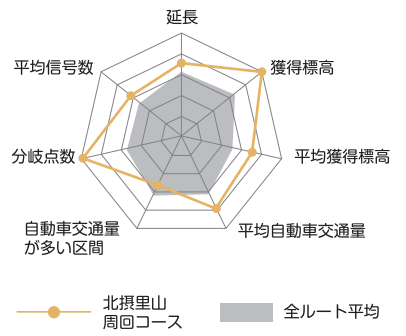 延長
平均信号数
獲得標高
分岐点数
平均獲得標高
自動車交通量
が多い区間
平均自動車交通量
北摂里山
周回コース
全ルート平均